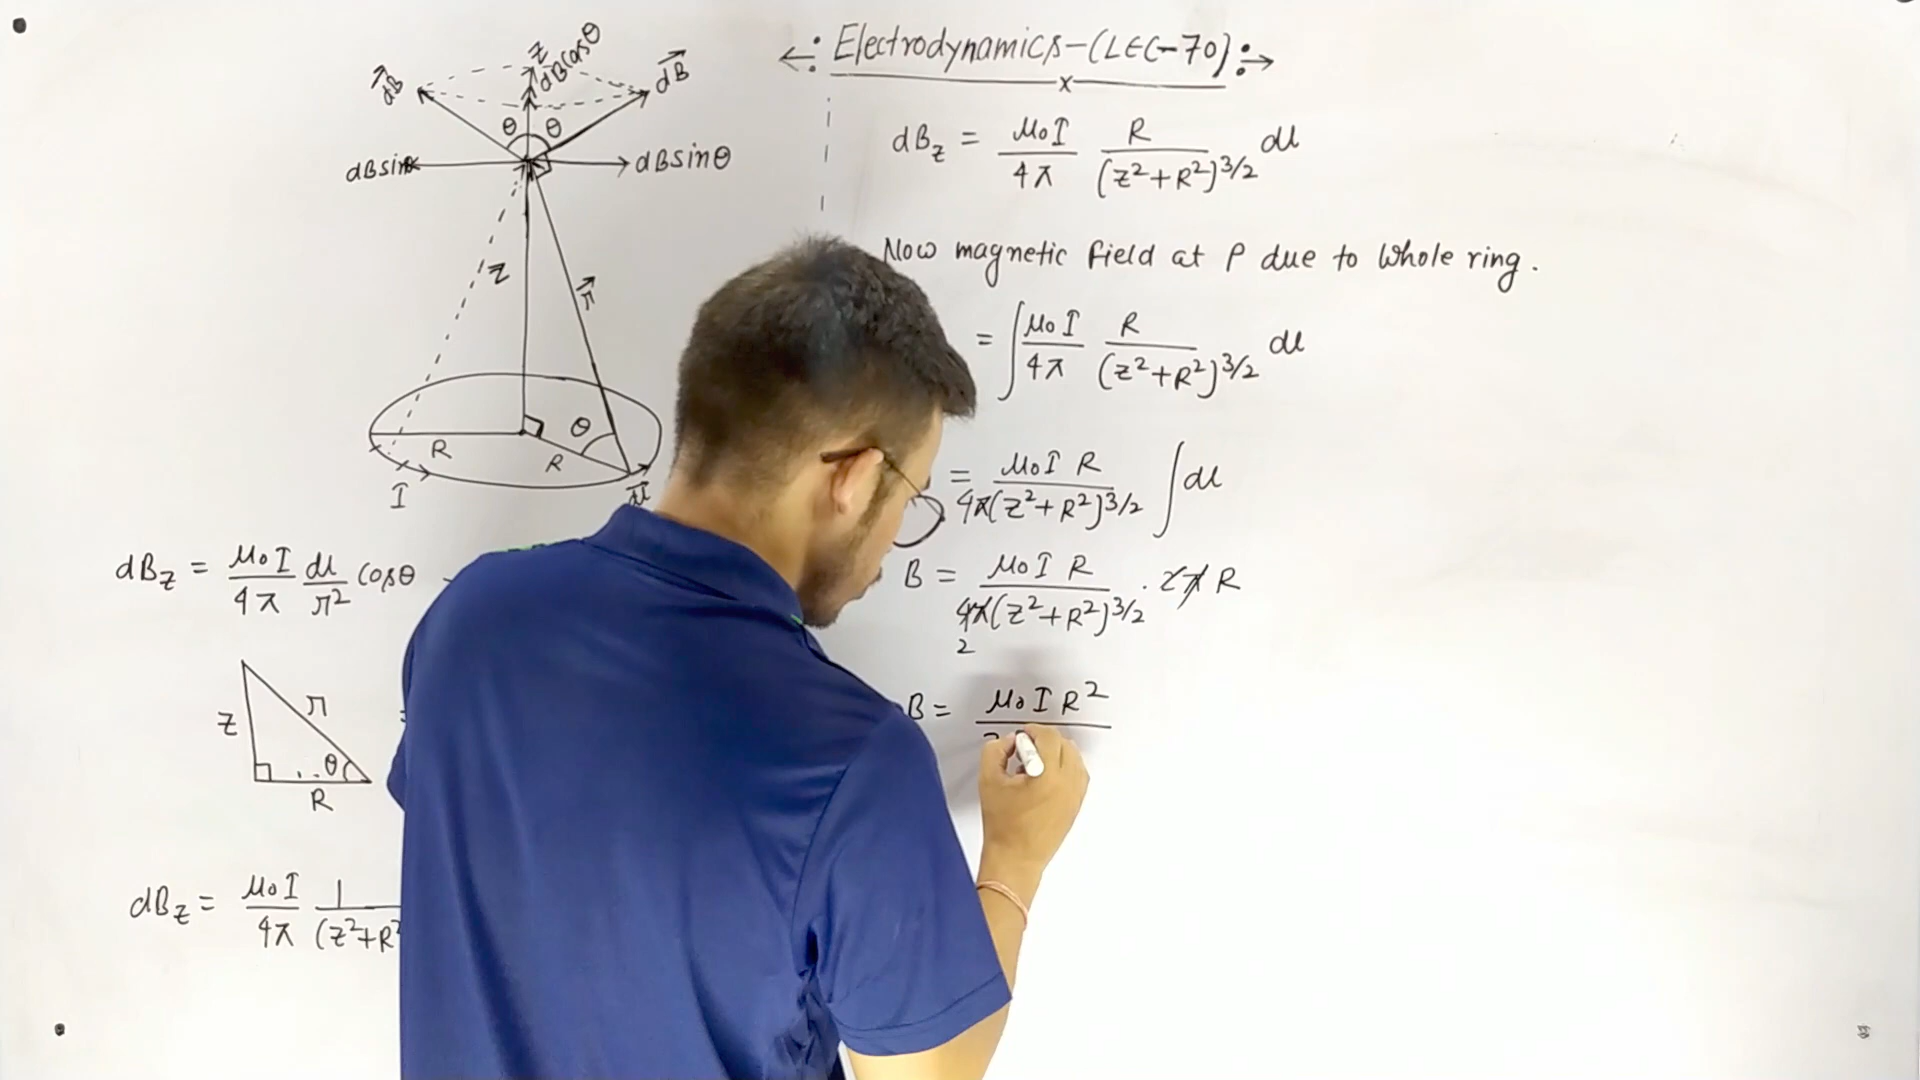 Electrodynamics-(LEC-70)
Z
dBcosθ
dB
dB
θ θ
dBsinθ
dBsinθ
Z
r
θ
R
R
I
dl
dB_z = μ₀I/4π dl/r² cosθ
Z
r
θ
R
dB_z = μ₀I/4π 1/(Z²+R²
dB_z = μ₀I/4π R/(Z²+R²)^3/2 dl
Now magnetic field at P due to whole ring.
= ∫ μ₀I/4π R/(Z²+R²)^3/2 dl
= μ₀I R/4π(Z²+R²)^3/2 ∫dl
B = μ₀I R/4π(Z²+R²)^3/2 . 2π R
2
B = μ₀I R²